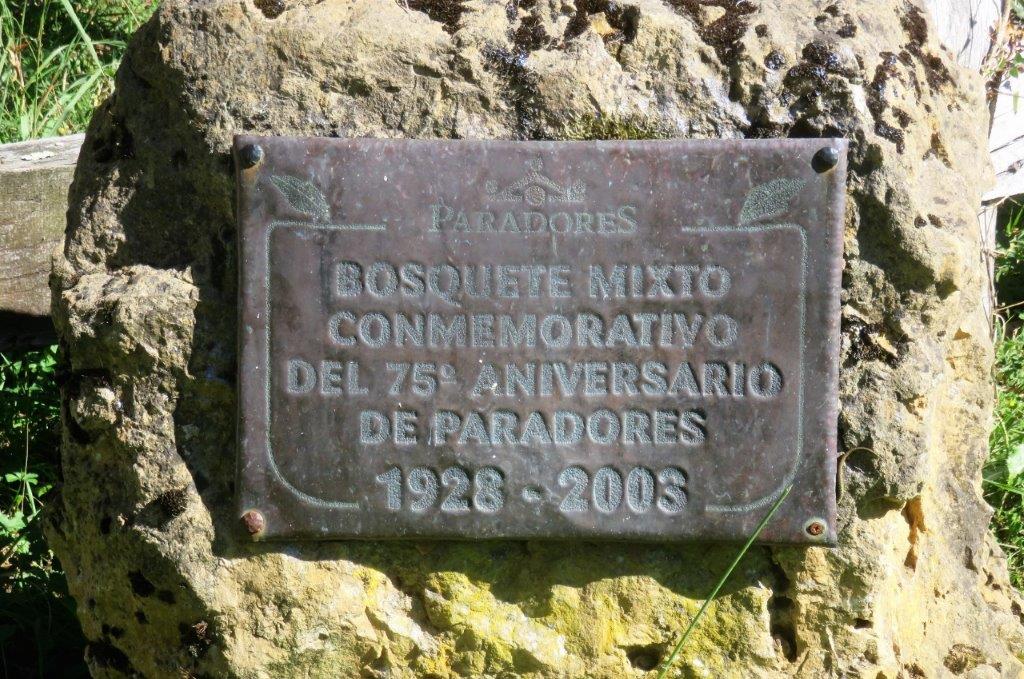 PARADORES
BOSQUETE MIXTO
CONMEMORATIVO
DEL 75º ANIVERSARIO
DE PARADORES
1928 - 2003